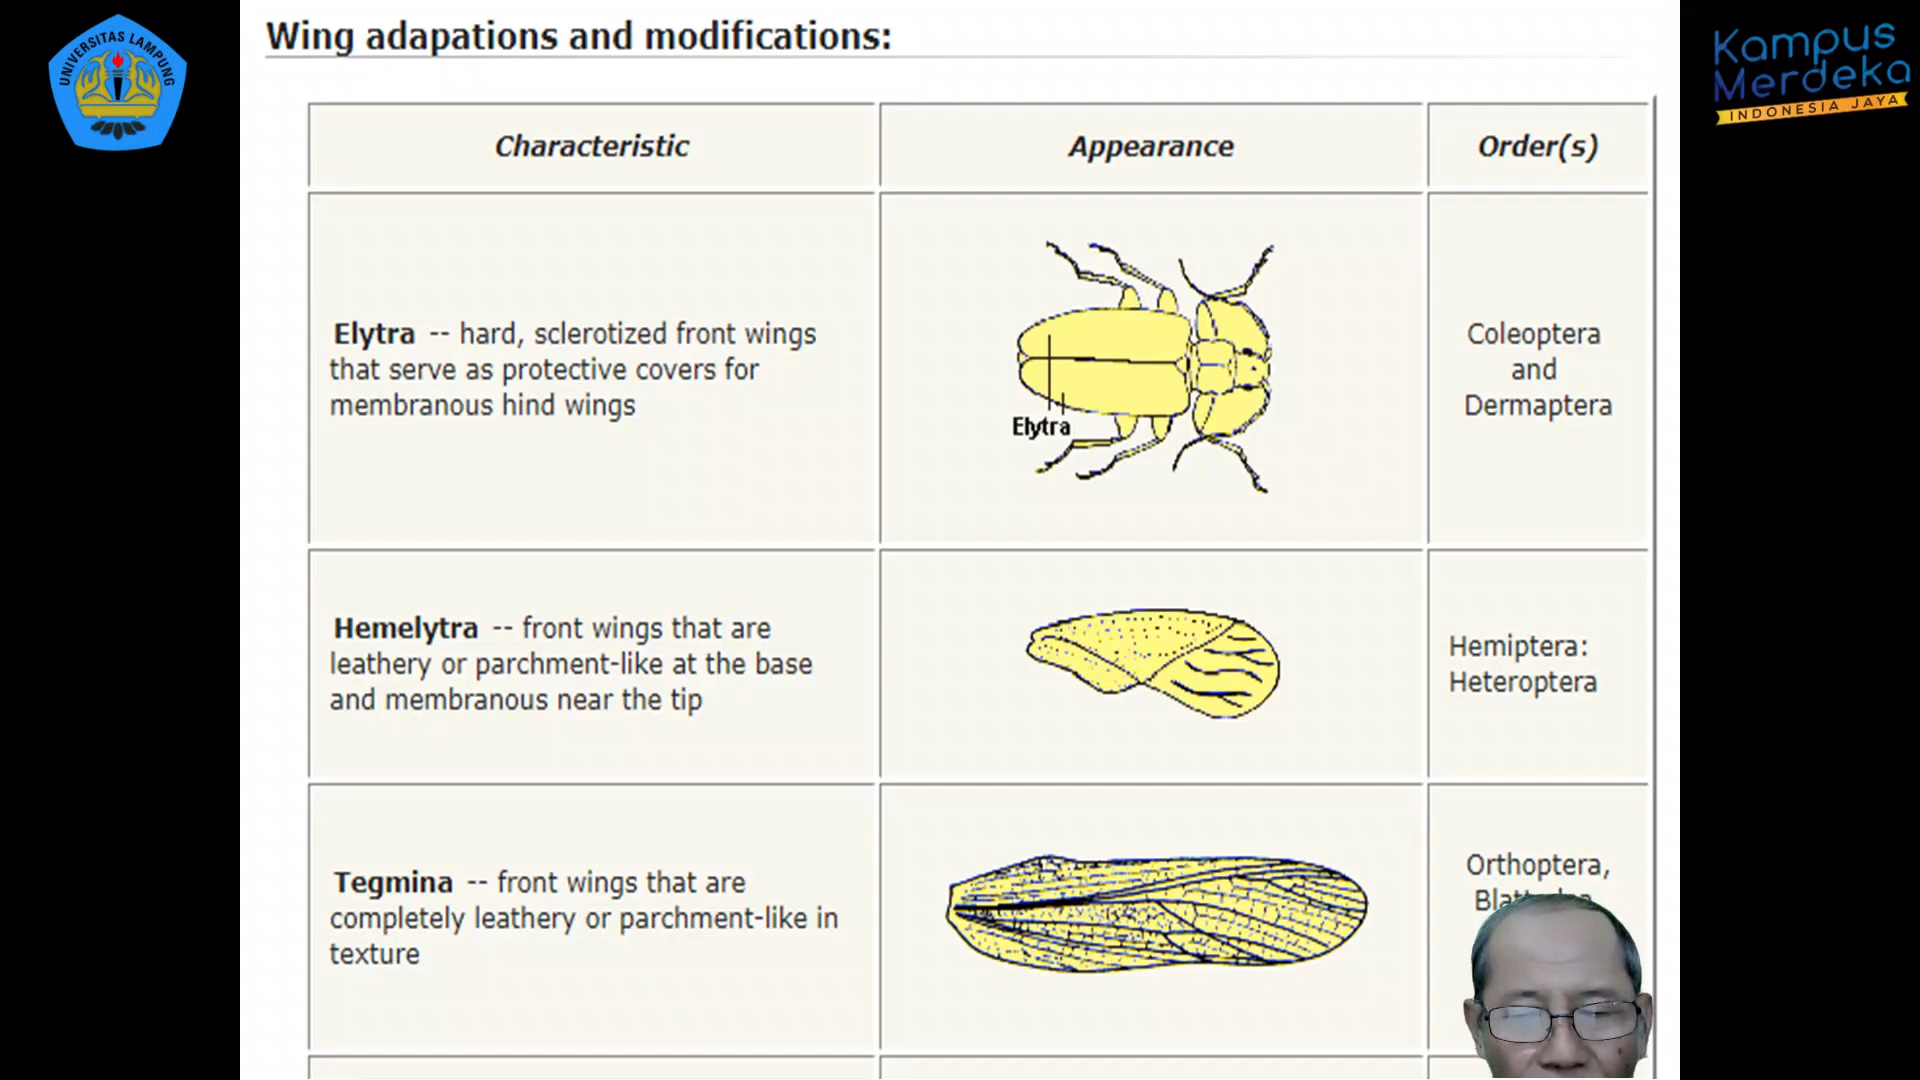 UNIVERSITAS LAMPUNG
Wing adapations and modifications:
Kampus
Merdeka
INDONESIA JAYA
Characteristic
Appearance
Order(s)
Elytra -- hard, sclerotized front wings
that serve as protective covers for
membranous hind wings
Elytra
Coleoptera
and
Dermaptera
Hemelytra -- front wings that are
leathery or parchment-like at the base
and membranous near the tip
Hemiptera:
Heteroptera
Tegmina -- front wings that are
completely leathery or parchment-like in
texture
Orthoptera,